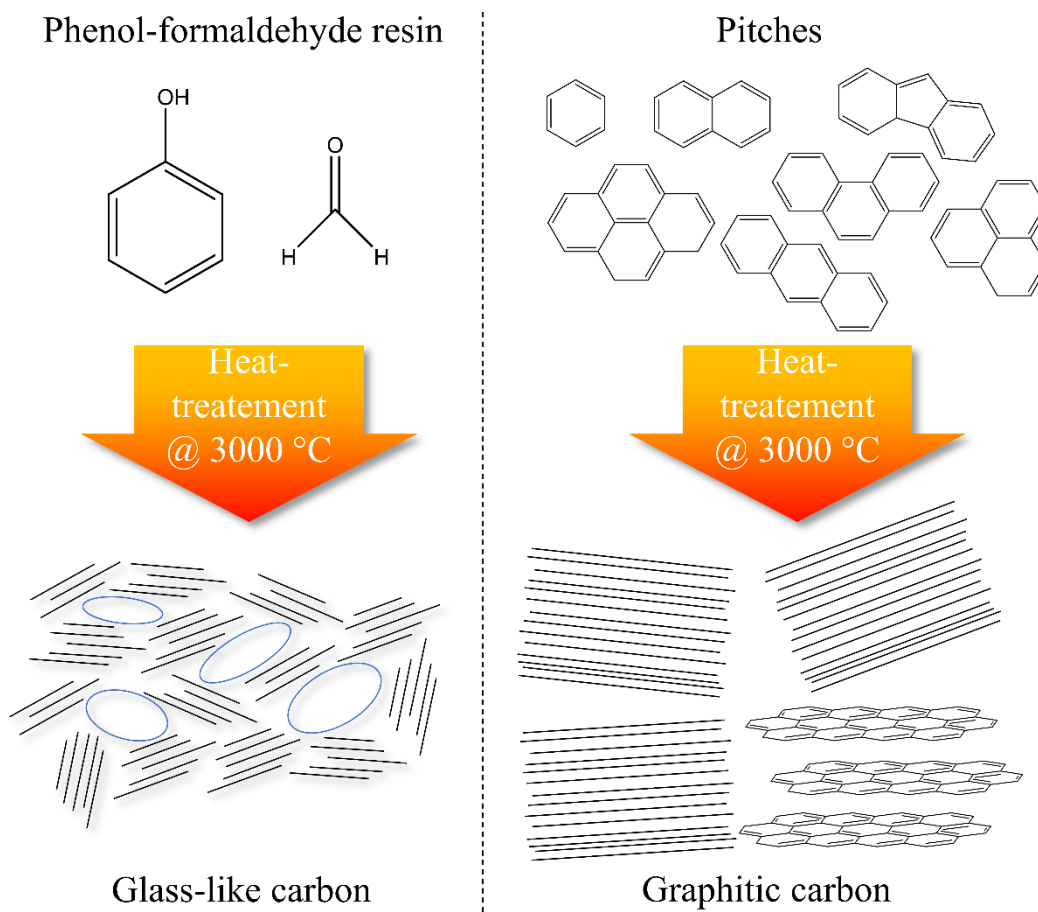 Phenol-formaldehyde resin
OH
O
H
H
Heat-
treatement
@ 3000 °C
Glass-like carbon
Pitches
Heat-
treatement
@ 3000 °C
Graphitic carbon